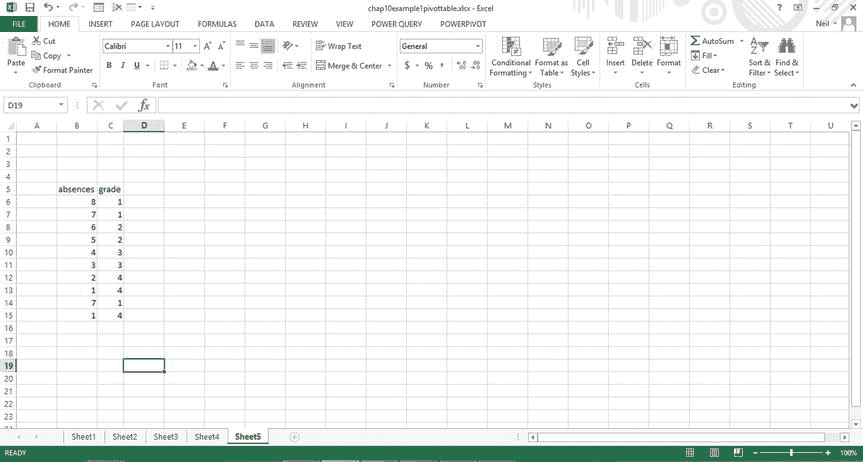 chap10example1pivottable.xlsx - Excel
FILE HOME INSERT PAGE LAYOUT FORMULAS DATA REVIEW VIEW POWER QUERY POWERPIVOT Neil
Cut Calibri 11 Wrap Text General AutoSum
Copy Fill
Paste Format Painter B I U Merge & Center $ % , Conditional Formatting Format as Table Cell Styles Insert Delete Format Clear Sort & Filter Find & Select
Clipboard Font Alignment Number Styles Cells Editing
D19 fx
A B C D E F G H I J K L M N O P Q R S T U
1
2
3
4
5 absences grade
6 8 1
7 7 1
8 6 2
9 5 2
10 4 3
11 3 3
12 2 4
13 1 4
14 7 1
15 1 4
16
17
18
19
20
21
22
23
Sheet1 Sheet2 Sheet3 Sheet4 Sheet5
READY 100%